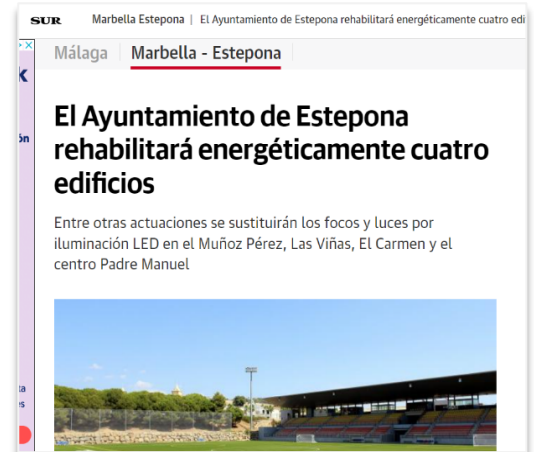 SUR Marbella Estepona | El Ayuntamiento de Estepona rehabilitará energéticamente cuatro edi
Málaga Marbella - Estepona
El Ayuntamiento de Estepona
rehabilitará energéticamente cuatro
edificios
Entre otras actuaciones se sustituirán los focos y luces por
iluminación LED en el Muñoz Pérez, Las Viñas, El Carmen y el
centro Padre Manuel